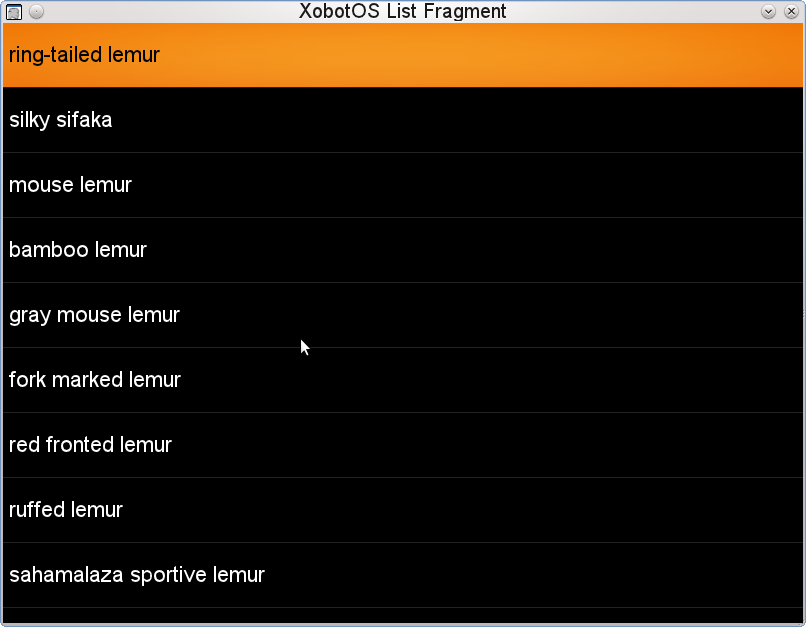 XobotOS List Fragment
ring-tailed lemur
silky sifaka
mouse lemur
bamboo lemur
gray mouse lemur
fork marked lemur
red fronted lemur
ruffed lemur
sahamalaza sportive lemur